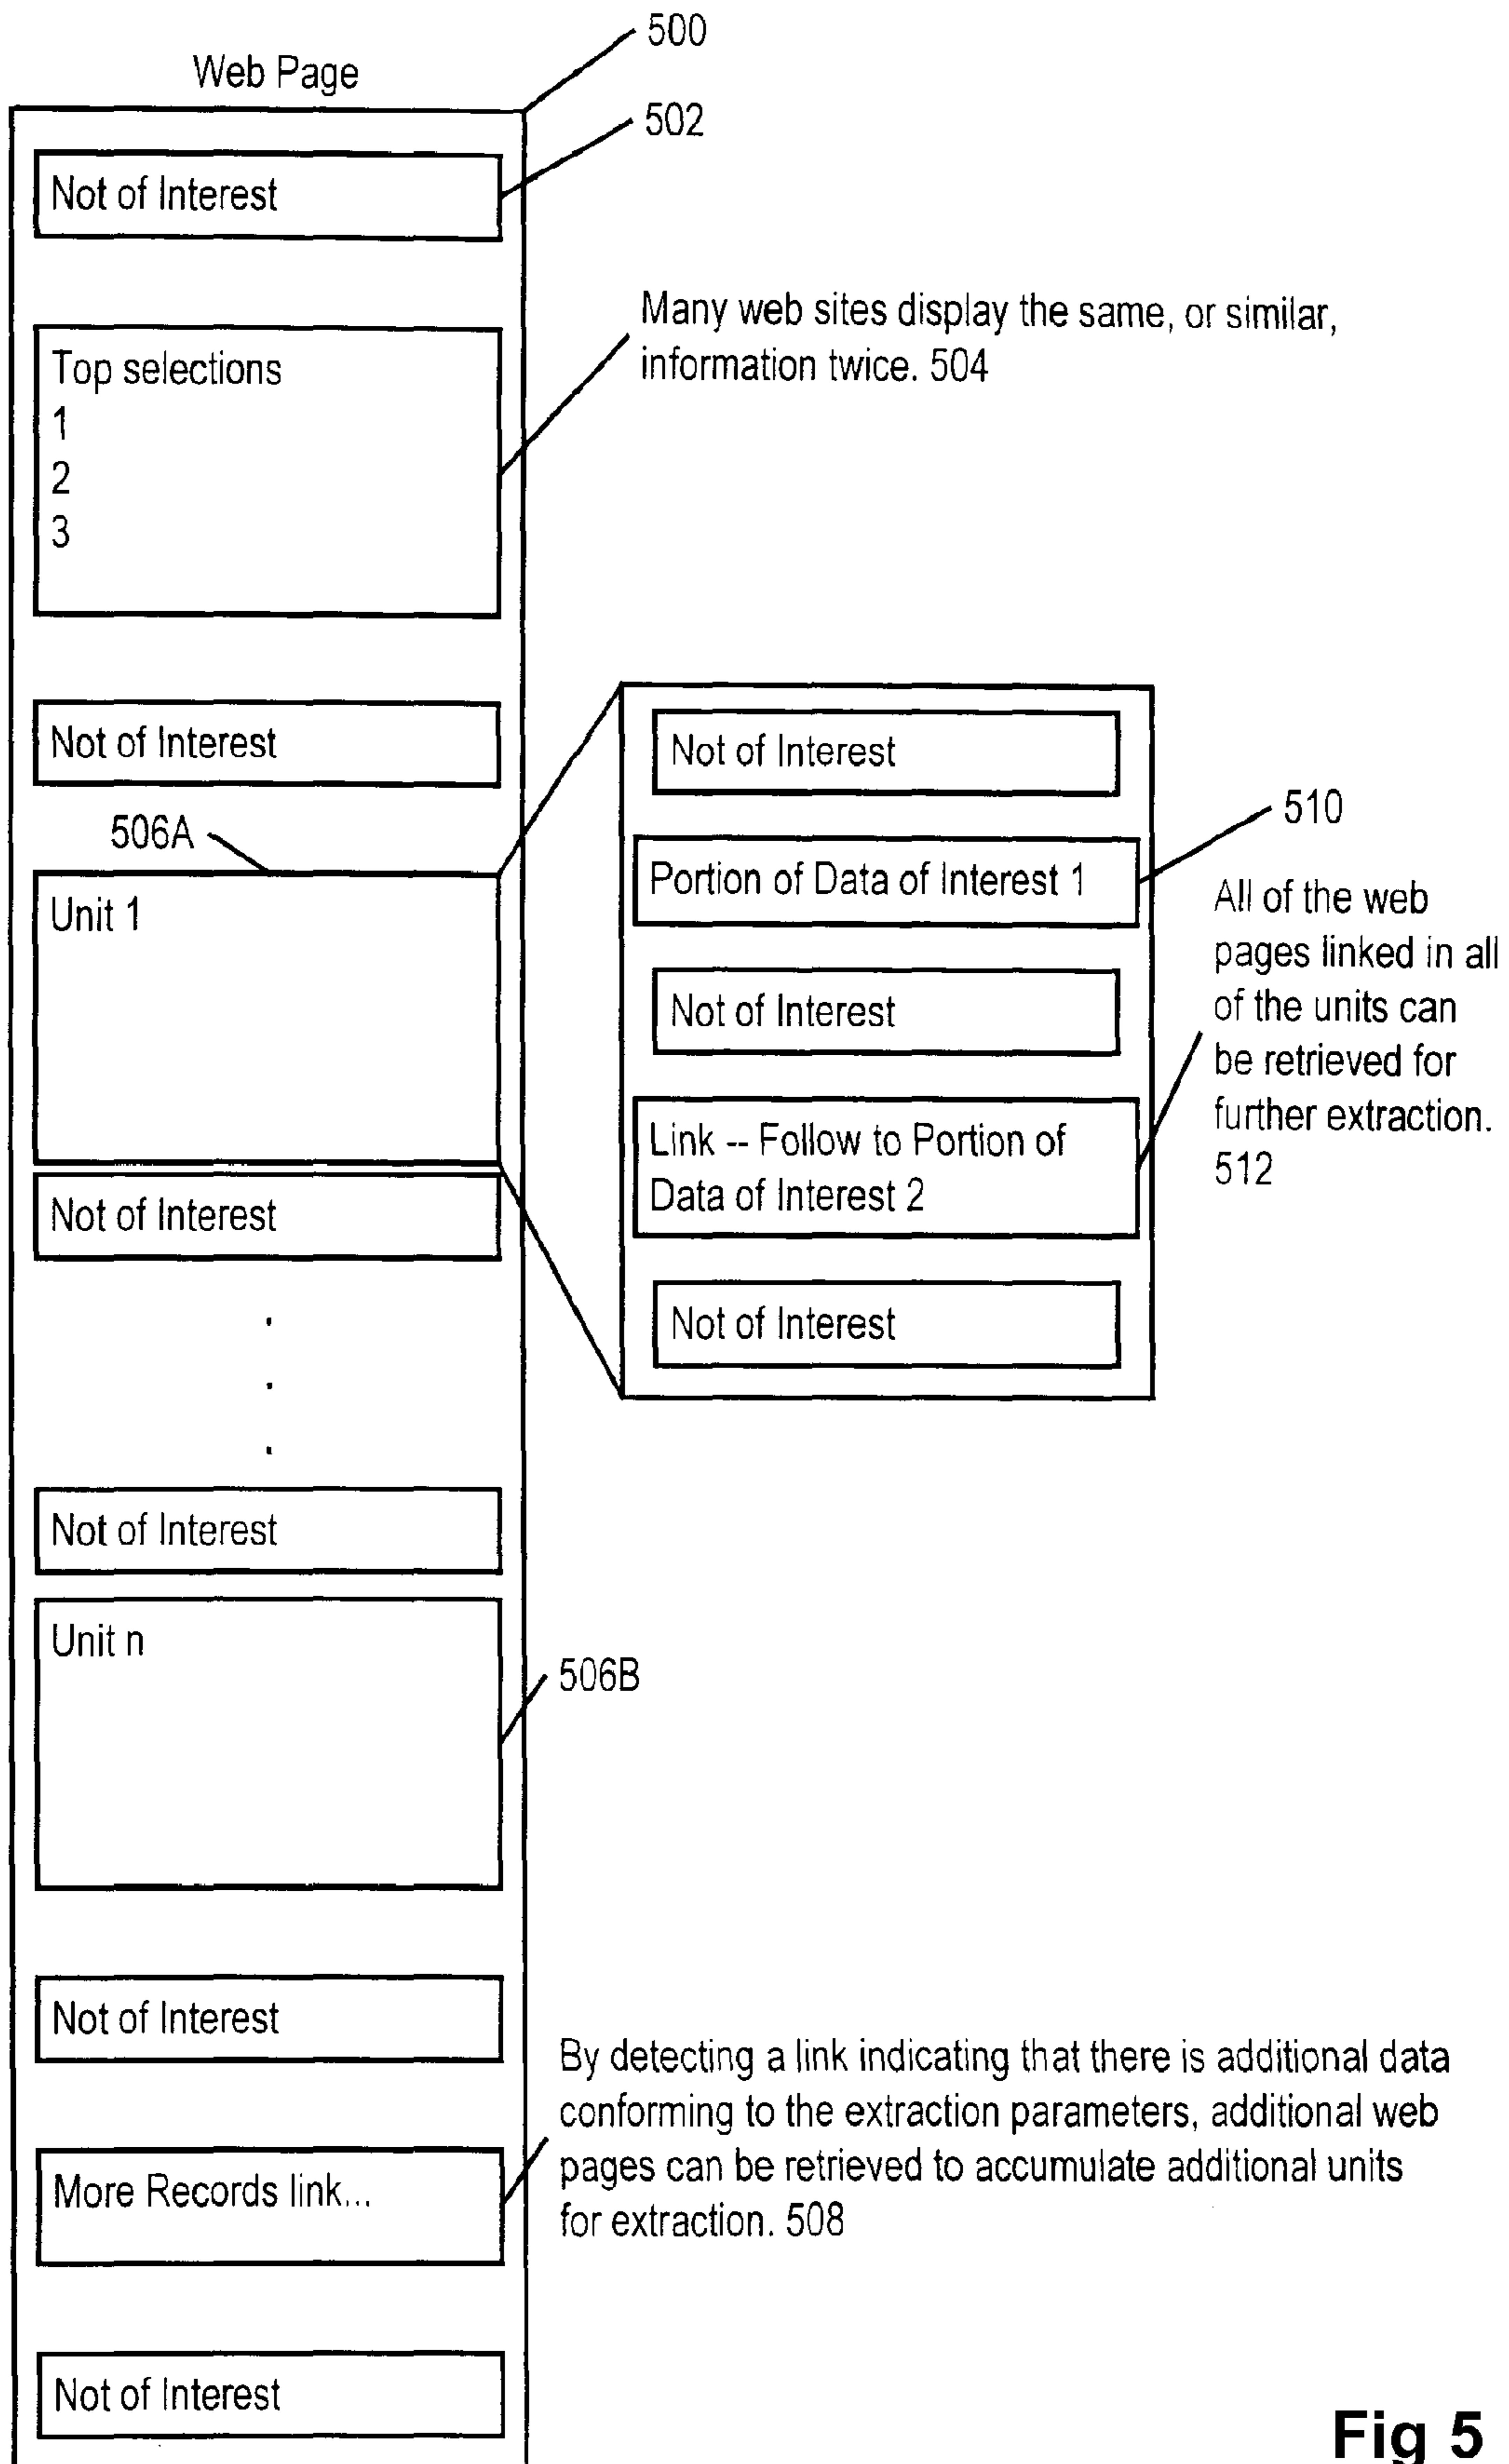 Web Page
500
502
Not of Interest
Top selections
1
2
3
Many web sites display the same, or similar,
information twice. 504
Not of Interest
506A
Unit 1
Not of Interest
Portion of Data of Interest 1
510
Not of Interest
Link -- Follow to Portion of
Data of Interest 2
Not of Interest
All of the web
pages linked in all
of the units can
be retrieved for
further extraction.
512
Not of Interest
.
.
.
Not of Interest
Unit n
506B
Not of Interest
More Records link...
By detecting a link indicating that there is additional data
conforming to the extraction parameters, additional web
pages can be retrieved to accumulate additional units
for extraction. 508
Not of Interest
Fig 5